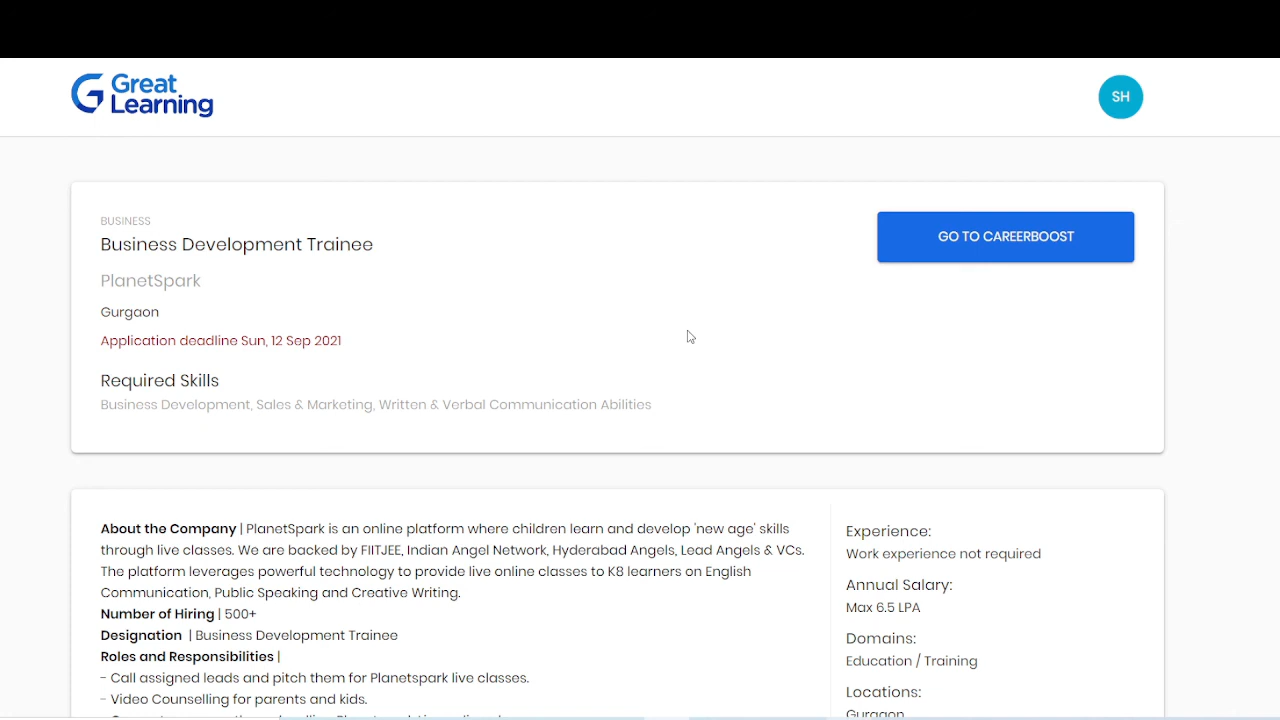 Great
Learning
SH
BUSINESS
Business Development Trainee
GO TO CAREERBOOST
PlanetSpark
Gurgaon
Application deadline Sun, 12 Sep 2021
Required Skills
Business Development, Sales & Marketing, Written & Verbal Communication Abilities
About the Company | PlanetSpark is an online platform where children learn and develop 'new age' skills
through live classes. We are backed by FIITJEE, Indian Angel Network, Hyderabad Angels, Lead Angels & VCs.
The platform leverages powerful technology to provide live online classes to K8 learners on English
Communication, Public Speaking and Creative Writing.
Number of Hiring | 500+
Designation | Business Development Trainee
Roles and Responsibilities |
- Call assigned leads and pitch them for Planetspark live classes.
- Video Counselling for parents and kids.
Experience:
Work experience not required
Annual Salary:
Max 6.5 LPA
Domains:
Education / Training
Locations:
Gurgaon